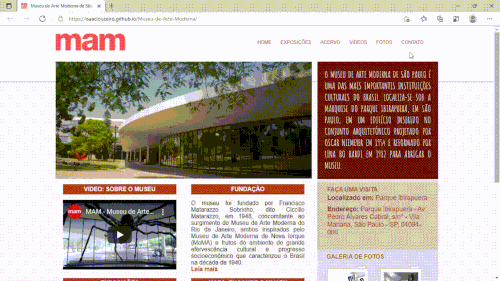 Museu de Arte Moderna de São
https://isaaccruzeiro.github.io/Museu-de-Arte-Moderna/
mam
HOME EXPOSIÇÕES ACERVO VIDEOS FOTOS CONTATO
O MUSEU DE ARTE MODERNA DE SÃO PAULO É
UMA DAS MAIS IMPORTANTES INSTITUIÇÕES
CULTURAIS DO BRASIL. LOCALIZA-SE SOB A
MARQUISE DO PARQUE IBIRAPUERA, EM SÃO
PAULO, EM UM EDIFÍCIO INSERIDO NO
CONJUNTO ARQUITETÔNICO PROJETADO POR
OSCAR NIEMEYER EM 1954 E REFORMADO POR
LINA BO BARDI EM 1982 PARA ABRIGAR O
MUSEU.
VIDEO: SOBRE O MUSEU
mam
MAM - Museu de Arte...
FUNDAÇÃO
O museu foi fundado por Francisco
Matarazzo Sobrinho, dito Ciccillo
Matarazzo, em 1948, concomitante ao
surgimento do Museu de Arte Moderna do
Rio de Janeiro, ambos inspirados pelo
Museu de Arte Moderna de Nova Iorque
(MoMA) e frutos do ambiente de grande
efervescência cultural e progresso
socioeconômico que caracterizou o Brasil
na década de 1940.
Leia mais
FAÇA UMA VISITA
Localizado em: Parque Ibirapuera
Endereço: Parque Ibirapuera - Av.
Pedro Álvares Cabral, s/nº - Vila
Mariana, São Paulo - SP, 04094-
000
GALERIA DE FOTOS